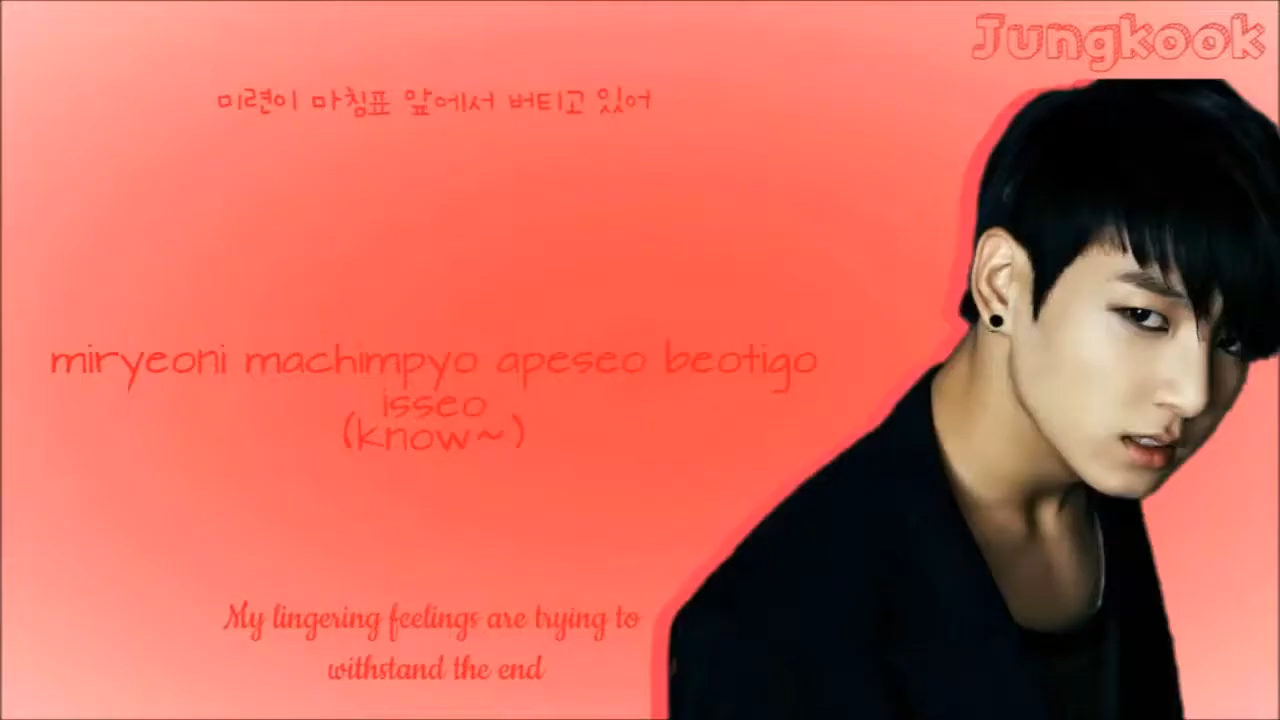 Jungkook
미련이 마침표 앞에서 버티고 있어
miryeoni machimpyo apeseo beotigo
isseo
(know~)
My lingering feelings are trying to
withstand the end